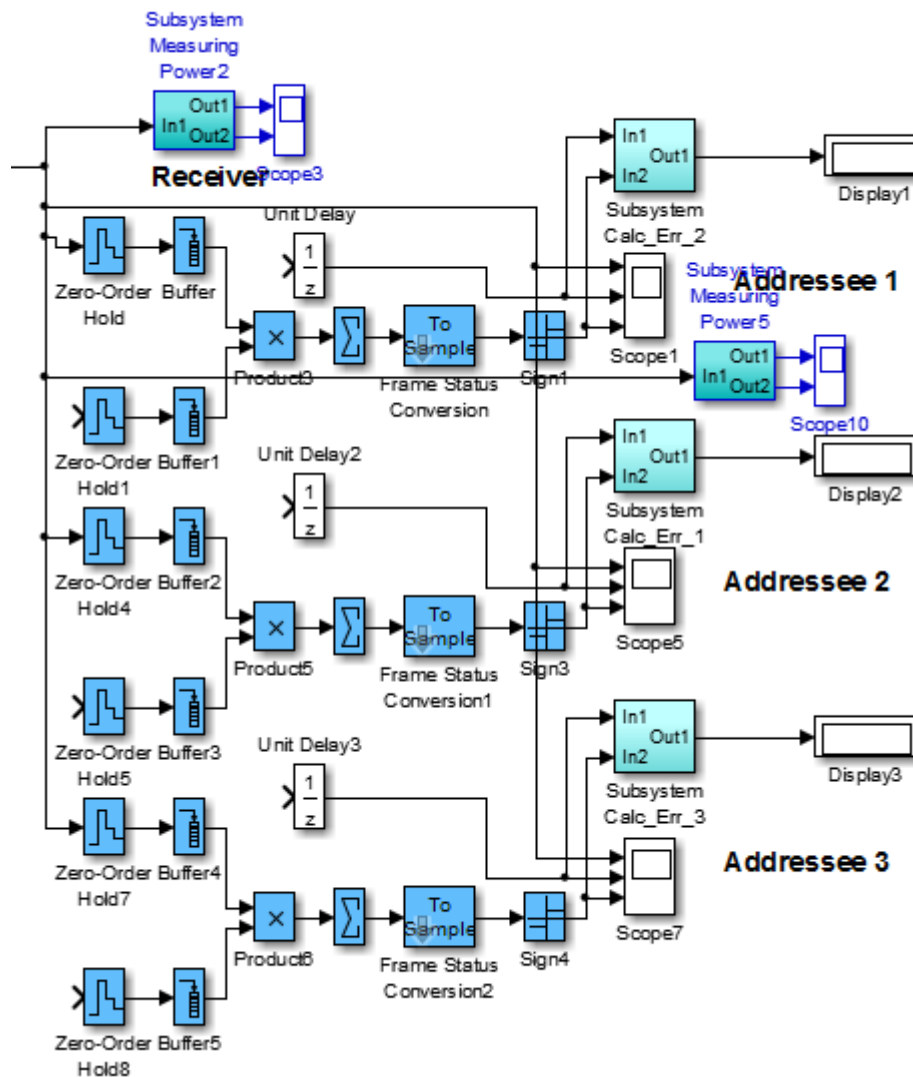 Subsystem
Measuring
Power2
In1
Out1
Out2
Scope3
Receiver
In1
In2
Out1
Subsystem
Calc_Err_2
Display1
Unit Delay
1
z
Zero-Order
Hold
Buffer
Product3
To
Sample
Frame Status
Conversion
Sign1
Scope1
Addressee 1
Subsystem
Measuring
Power5
In1
Out1
Out2
Scope10
Zero-Order
Hold1
Buffer1
Unit Delay2
1
z
In1
In2
Out1
Subsystem
Calc_Err_1
Display2
Zero-Order
Hold4
Buffer2
Product5
To
Sample
Frame Status
Conversion1
Sign3
Scope5
Addressee 2
Zero-Order
Hold5
Buffer3
Unit Delay3
1
z
In1
In2
Out1
Subsystem
Calc_Err_3
Display3
Zero-Order
Hold7
Buffer4
Product6
To
Sample
Frame Status
Conversion2
Sign4
Scope7
Addressee 3
Zero-Order
Hold8
Buffer5